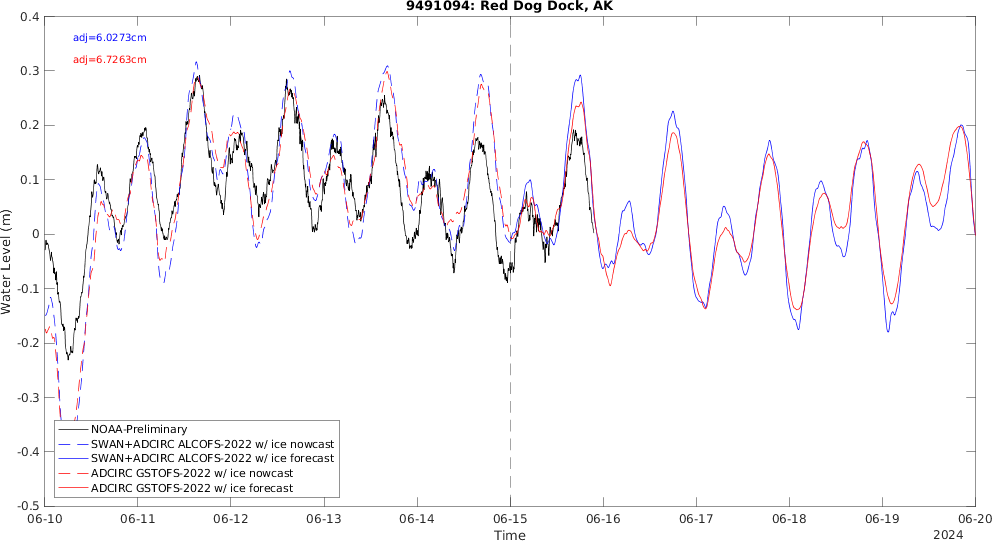 9491094: Red Dog Dock, AK
adj=6.0273cm
adj=6.7263cm
Water Level (m)
0.4
0.3
0.2
0.1
0
-0.1
-0.2
-0.3
-0.4
-0.5
NOAA-Preliminary
SWAN+ADCIRC ALCOFS-2022 w/ ice nowcast
SWAN+ADCIRC ALCOFS-2022 w/ ice forecast
ADCIRC GSTOFS-2022 w/ ice nowcast
ADCIRC GSTOFS-2022 w/ ice forecast
06-10 06-11 06-12 06-13 06-14 06-15 06-16 06-17 06-18 06-19 06-20
Time
2024